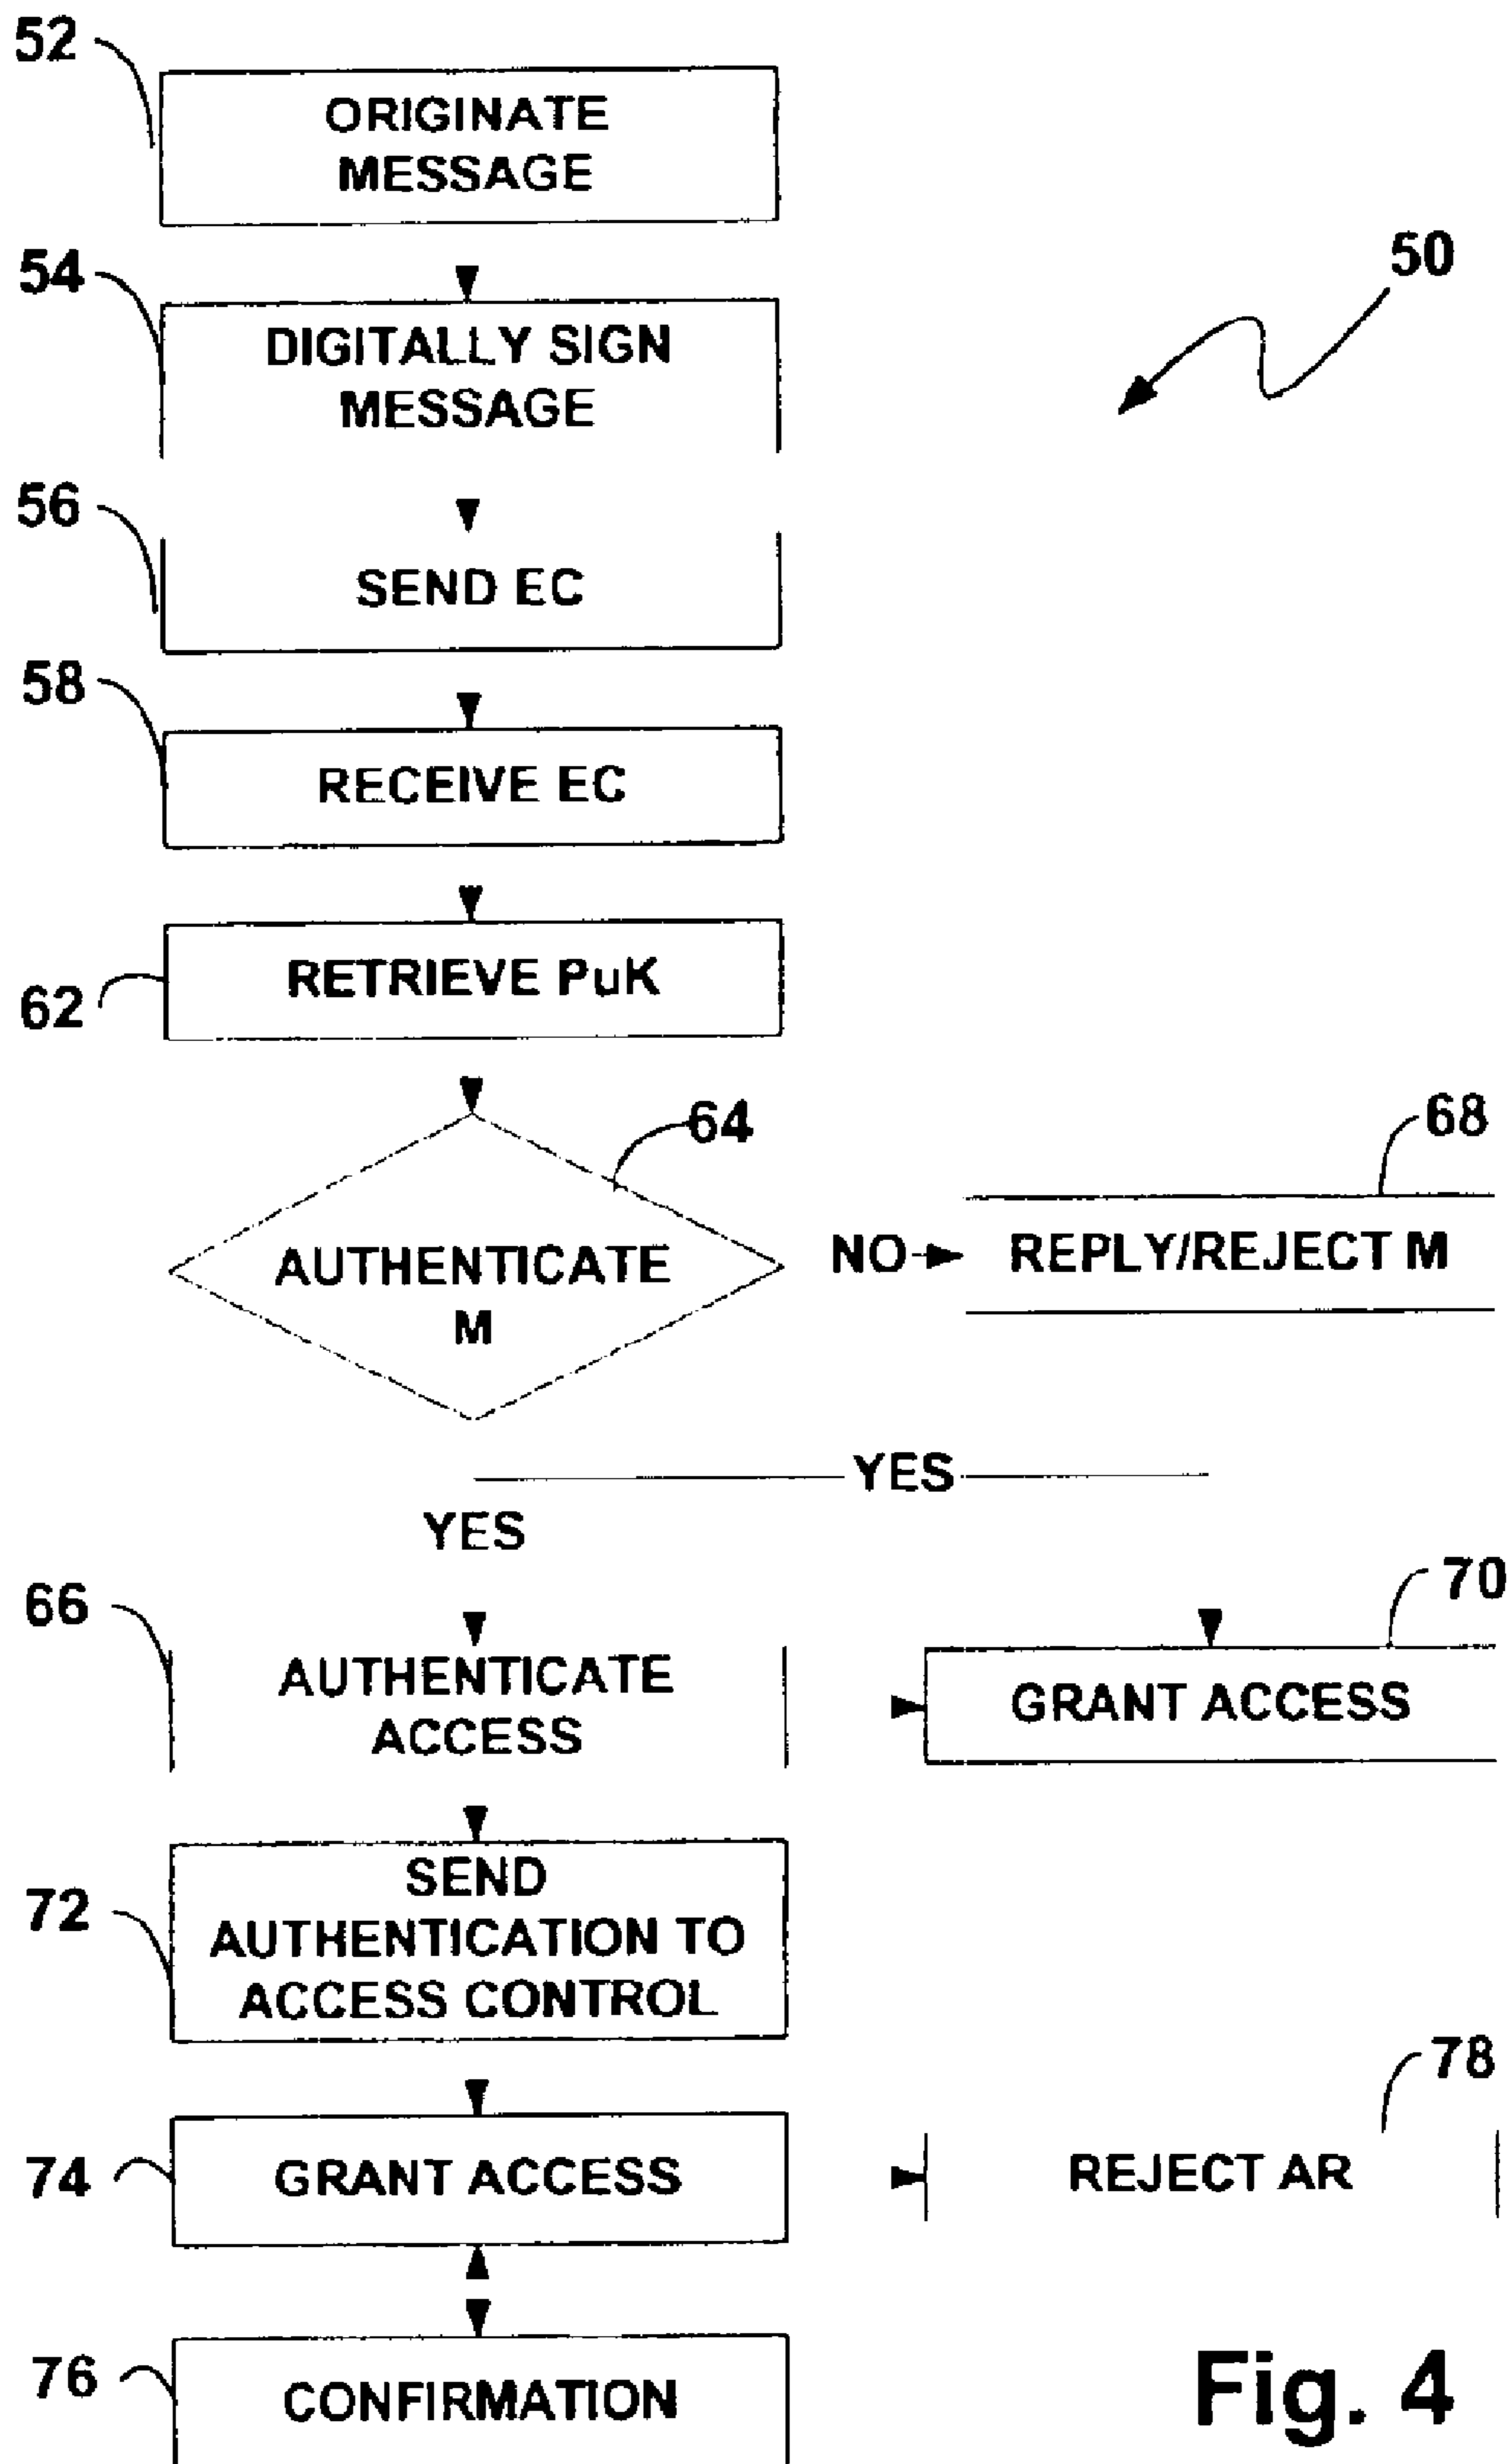 52
ORIGINATE
MESSAGE
54
DIGITALLY SIGN
MESSAGE
50
56
SEND EC
58
RECEIVE EC
62
RETRIEVE PuK
64
AUTHENTICATE
M
NO
68
REPLY/REJECT M
YES
YES
66
AUTHENTICATE
ACCESS
70
GRANT ACCESS
72
SEND
AUTHENTICATION TO
ACCESS CONTROL
74
GRANT ACCESS
78
REJECT AR
76
CONFIRMATION
Fig. 4